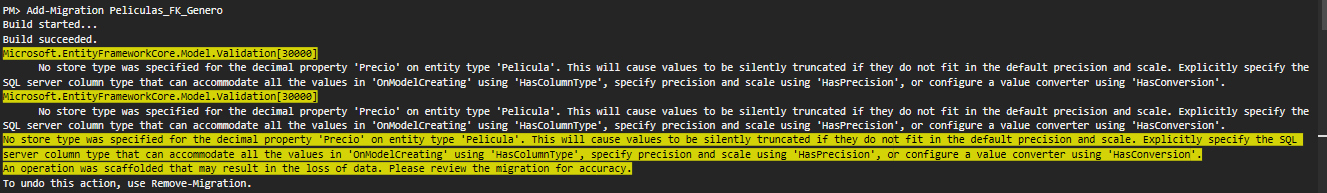 PM> Add-Migration Peliculas_FK_Genero
Build started...
Build succeeded.
Microsoft.EntityFrameworkCore.Model.Validation[30000]
No store type was specified for the decimal property 'Precio' on entity type 'Pelicula'. This will cause values to be silently truncated if they do not fit in the default precision and scale. Explicitly specify the
SQL server column type that can accommodate all the values in 'OnModelCreating' using 'HasColumnType', specify precision and scale using 'HasPrecision', or configure a value converter using 'HasConversion'.
Microsoft.EntityFrameworkCore.Model.Validation[30000]
No store type was specified for the decimal property 'Precio' on entity type 'Pelicula'. This will cause values to be silently truncated if they do not fit in the default precision and scale. Explicitly specify the
SQL server column type that can accommodate all the values in 'OnModelCreating' using 'HasColumnType', specify precision and scale using 'HasPrecision', or configure a value converter using 'HasConversion'.
No store type was specified for the decimal property 'Precio' on entity type 'Pelicula'. This will cause values to be silently truncated if they do not fit in the default precision and scale. Explicitly specify the SQL
server column type that can accommodate all the values in 'OnModelCreating' using 'HasColumnType', specify precision and scale using 'HasPrecision', or configure a value converter using 'HasConversion'.
An operation was scaffolded that may result in the loss of data. Please review the migration for accuracy.
To undo this action, use Remove-Migration.